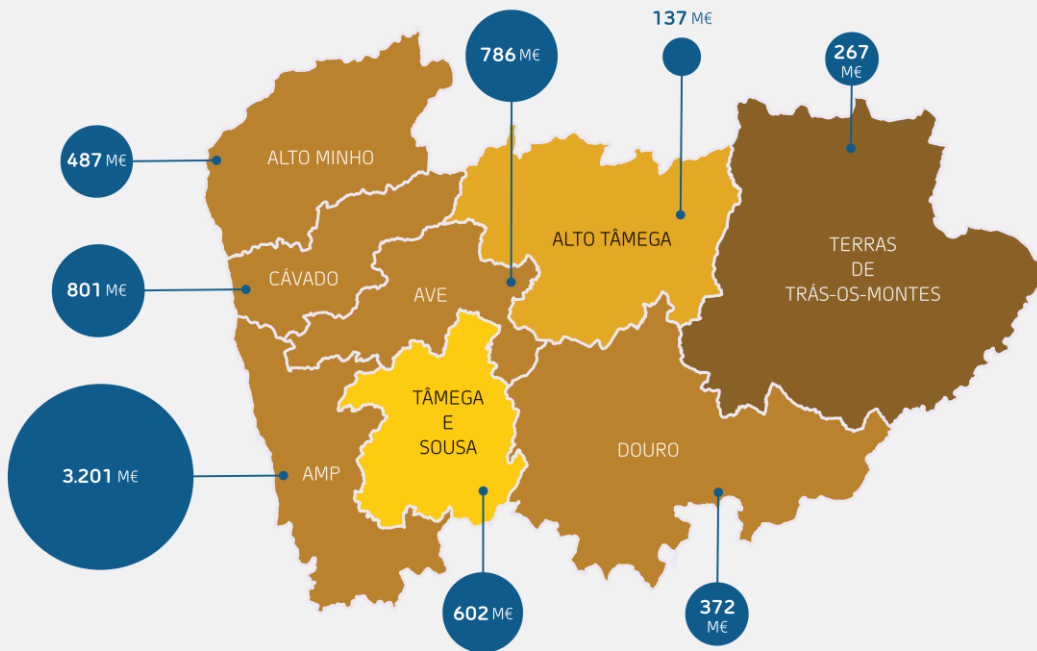 137 M€
786 M€
267
M€
487 M€
ALTO MINHO
ALTO TÂMEGA
TERRAS
DE
TRÁS-OS-MONTES
801 M€
CÁVADO
AVE
TÂMEGA
E
SOUSA
DOURO
3.201 M€
AMP
602 M€
372
M€